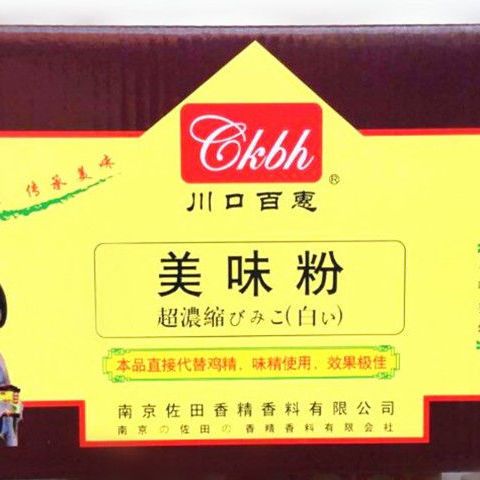 Ckbh
®
传承美味
川口百惠
美味粉
超濃縮びみこ(白い)
本品直接代替鸡精，味精使用，效果极佳
南京佐田香精香料有限公司
南京の佐田の香精香料有限会社